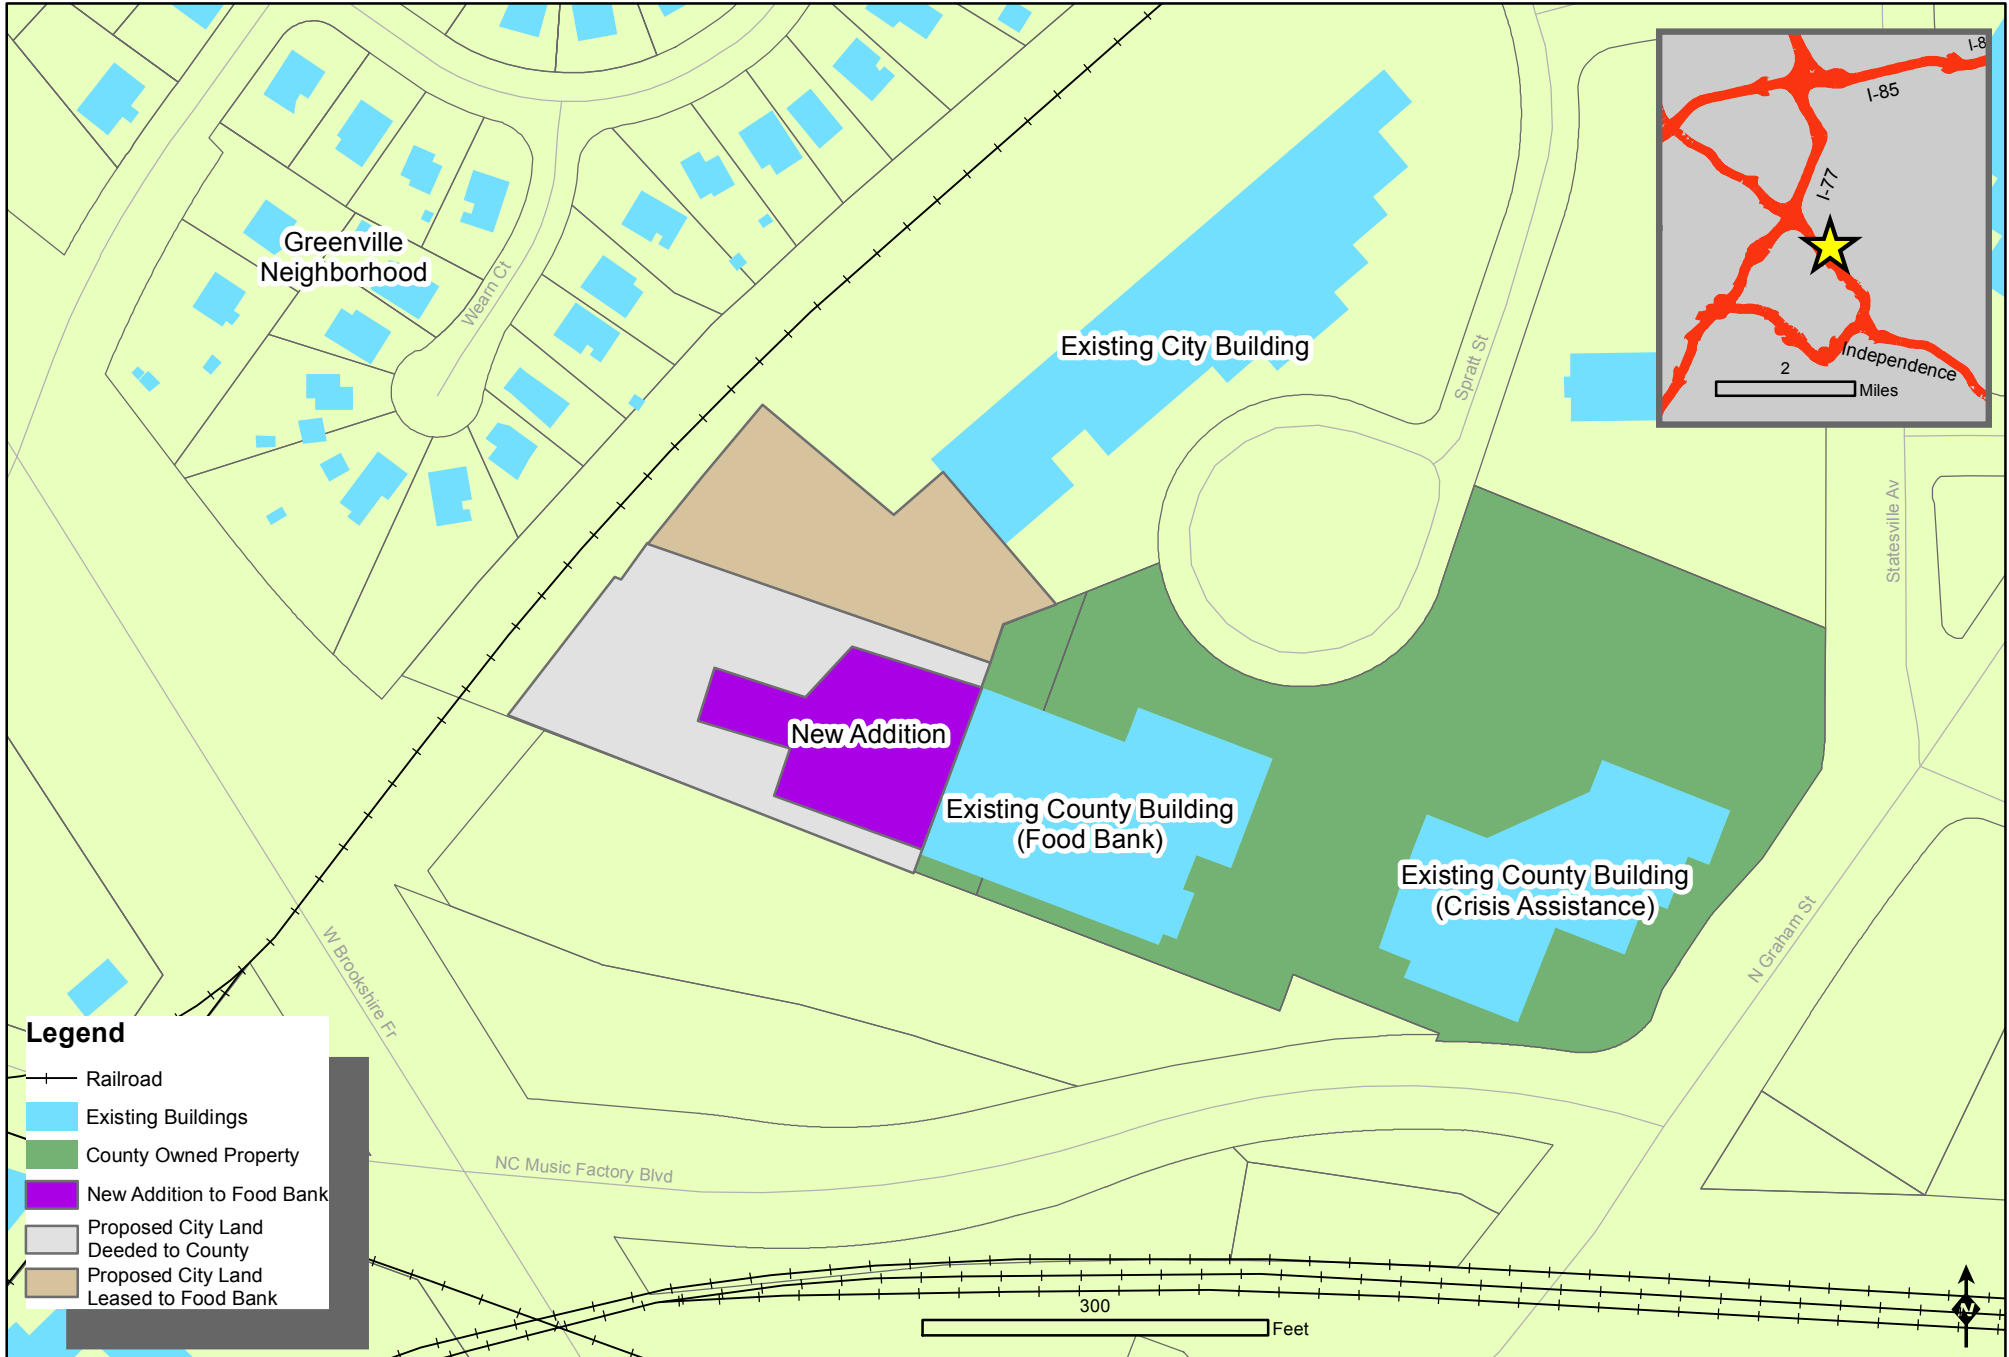 I-8
I-85
I-77
Independence
2
Miles
Greenville
Neighborhood
Wearn Ct
Existing City Building
Spratt St
Statesville Av
New Addition
Existing County Building
(Food Bank)
Existing County Building
(Crisis Assistance)
N Graham St
W Brookshire Fr
NC Music Factory Blvd
Legend
Railroad
Existing Buildings
County Owned Property
New Addition to Food Bank
Proposed City Land
Deeded to County
Proposed City Land
Leased to Food Bank
300
Feet
N